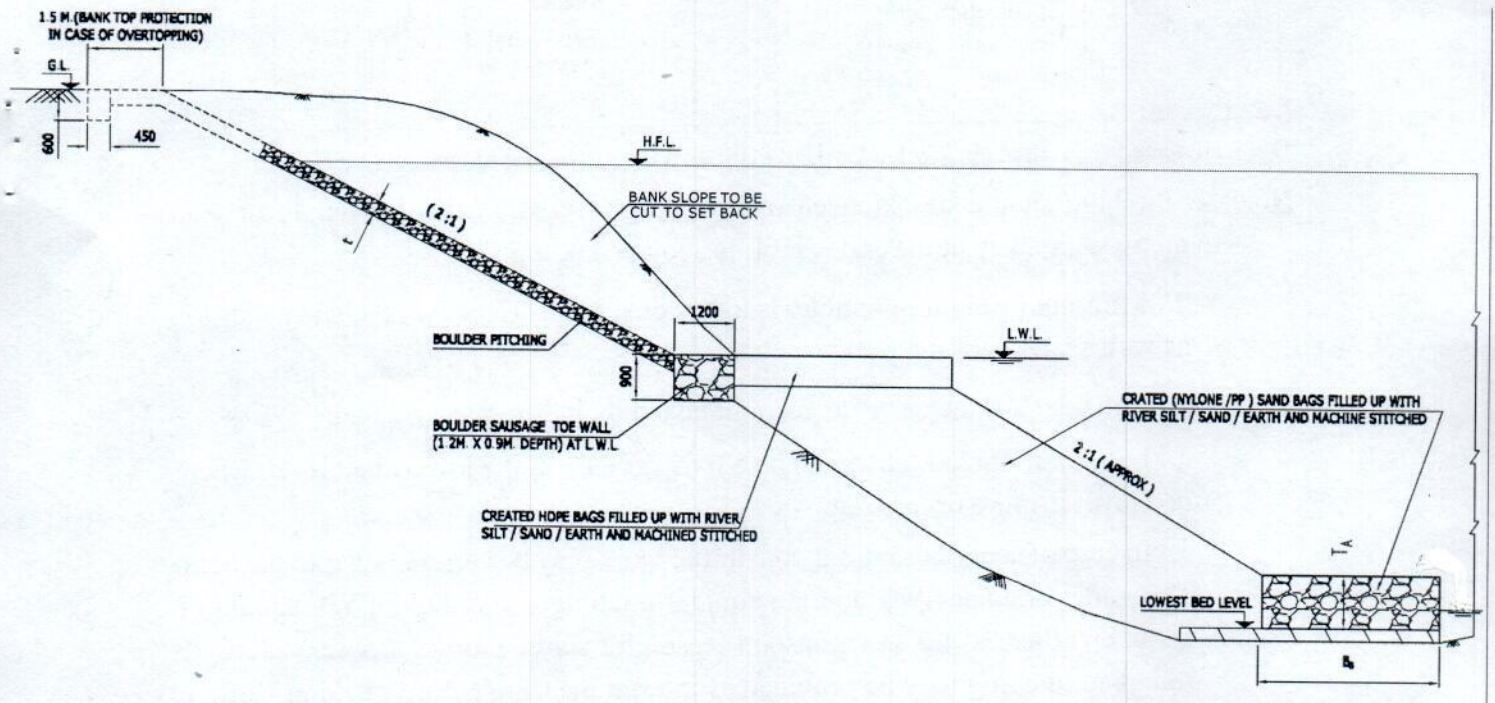 1.5 M.(BANK TOP PROTECTION
IN CASE OF OVERTOPPING)
G.L.
600
450
H.F.L.
(2:1)
t
BANK SLOPE TO BE
CUT TO SET BACK
1200
L.W.L.
BOULDER PITCHING
900
CRATED (NYLONE /PP ) SAND BAGS FILLED UP WITH
RIVER SILT / SAND / EARTH AND MACHINE STITCHED
BOULDER SAUSAGE TOE WALL
(1.2M. X 0.9M. DEPTH) AT L.W.L
2:1 ( APPROX )
CREATED HOPE BAGS FILLED UP WITH RIVER
SILT / SAND / EARTH AND MACHINED STITCHED
TA
LOWEST BED LEVEL